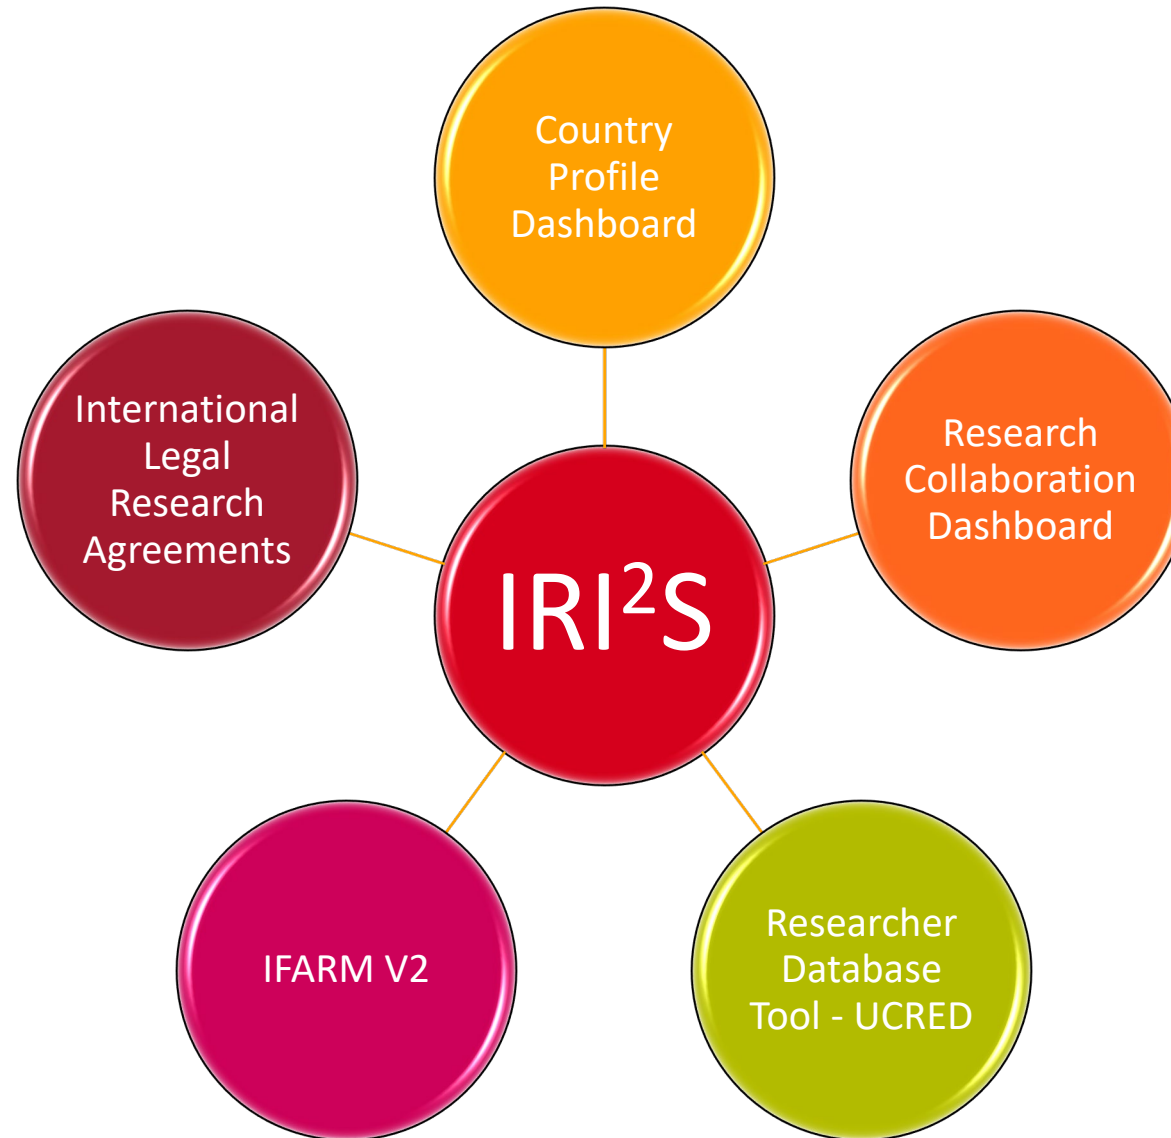 Country
Profile
Dashboard
International
Legal
Research
Agreements
Research
Collaboration
Dashboard
IRI²S
IFARM V2
Researcher
Database
Tool - UCRED